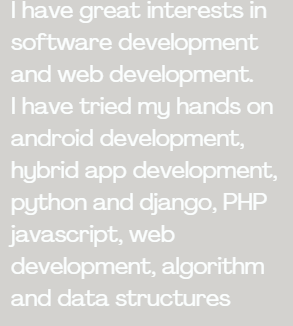 I have great interests in
software development
and web development.
I have tried my hands on
android development,
hybrid app development,
python and django, PHP
javascript, web
development, algorithm
and data structures